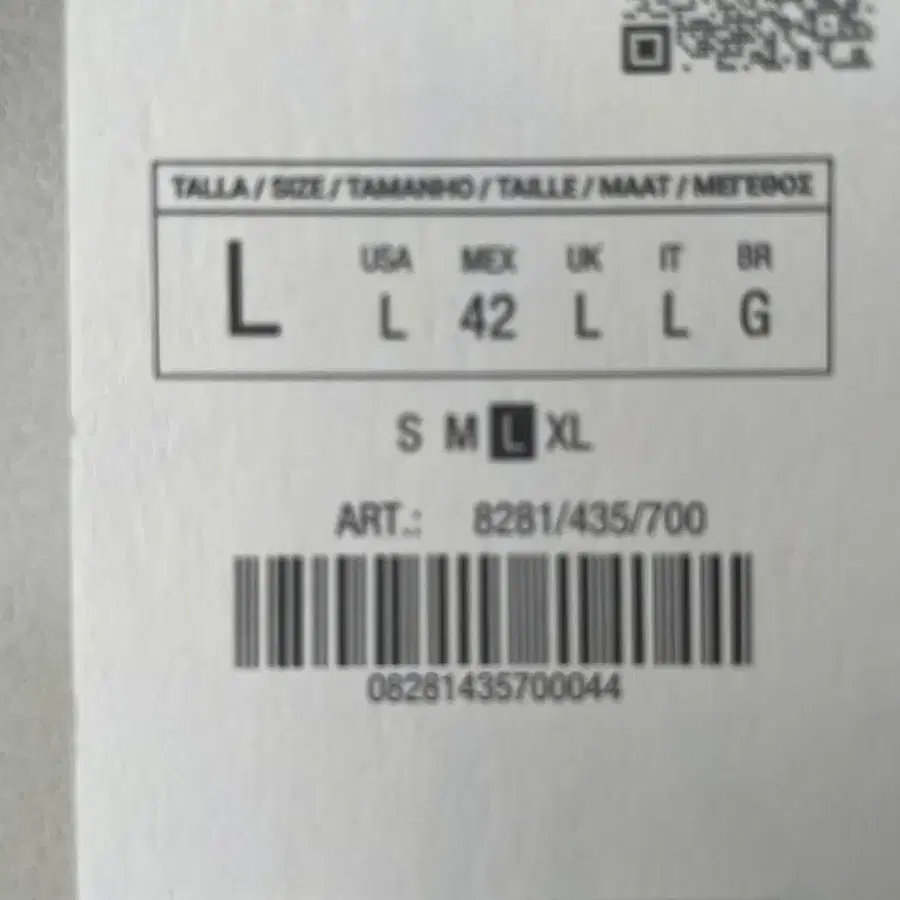 TALLA / SIZE / TAMANHO / TAILLE / MAAT / ΜΕΓΕΘΟΣ
L USA MEX UK IT BR
L 42 L L G
S M L XL
ART.: 8281/435/700
08281435700044